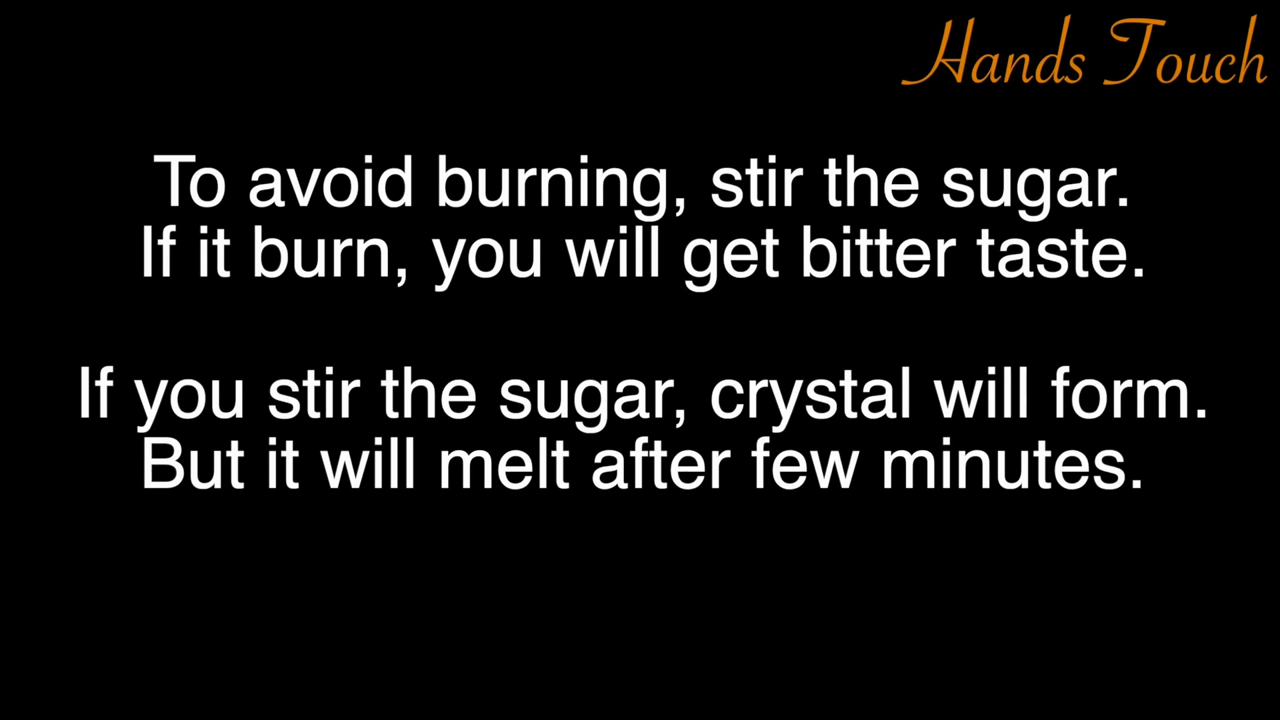 Hands Touch
To avoid burning, stir the sugar.
If it burn, you will get bitter taste.
If you stir the sugar, crystal will form.
But it will melt after few minutes.